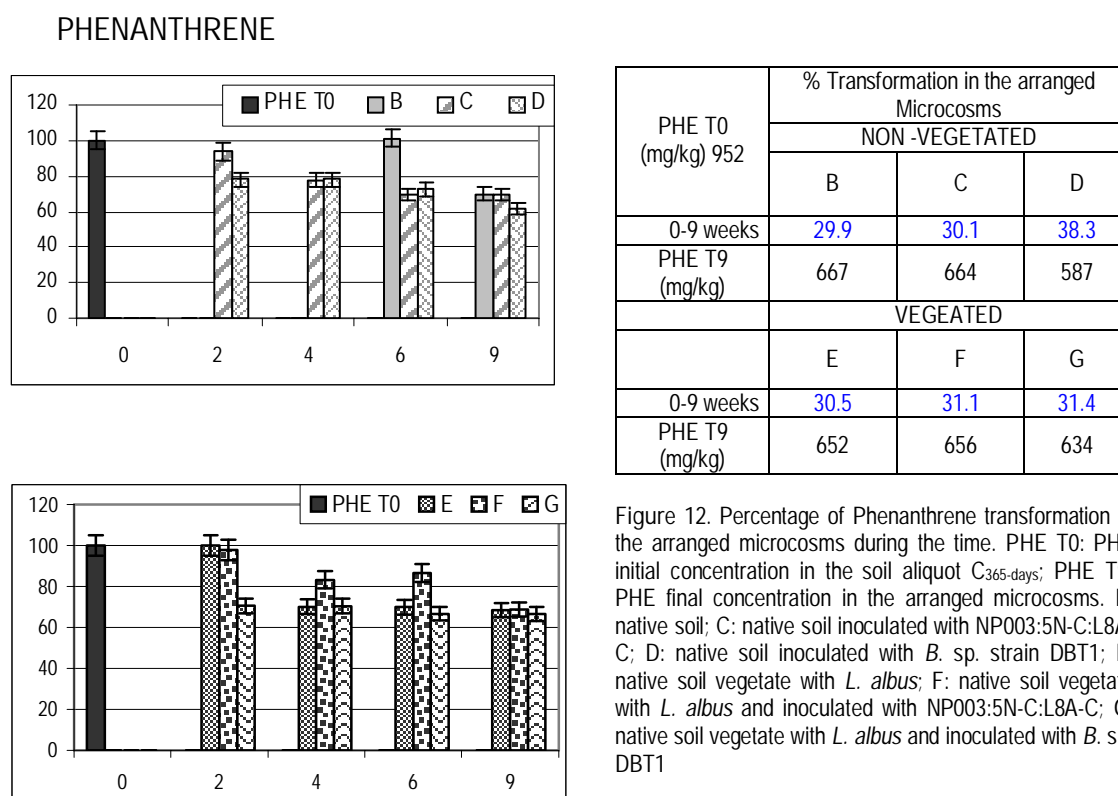 PHENANTHRENE
PHE T0 B C D
120
100
80
60
40
20
0
0 2 4 6 9
PHE T0 (mg/kg) 952
% Transformation in the arranged Microcosms
NON -VEGETATED
B C D
0-9 weeks 29.9 30.1 38.3
PHE T9 (mg/kg) 667 664 587
VEGEATED
E F G
0-9 weeks 30.5 31.1 31.4
PHE T9 (mg/kg) 652 656 634
PHE T0 E F G
120
100
80
60
40
20
0
0 2 4 6 9
Figure 12. Percentage of Phenanthrene transformation
the arranged microcosms during the time. PHE T0:
initial concentration in the soil aliquot C365-days; PHE
PHE final concentration in the arranged microcosms.
native soil; C: native soil inoculated with NP003:5N-C:L8A
C; D: native soil inoculated with B. sp. strain DBT1;
native soil vegetate with L. albus; F: native soil
with L. albus and inoculated with NP003:5N-C:L8A-C;
native soil vegetate with L. albus and inoculated with B.
DBT1